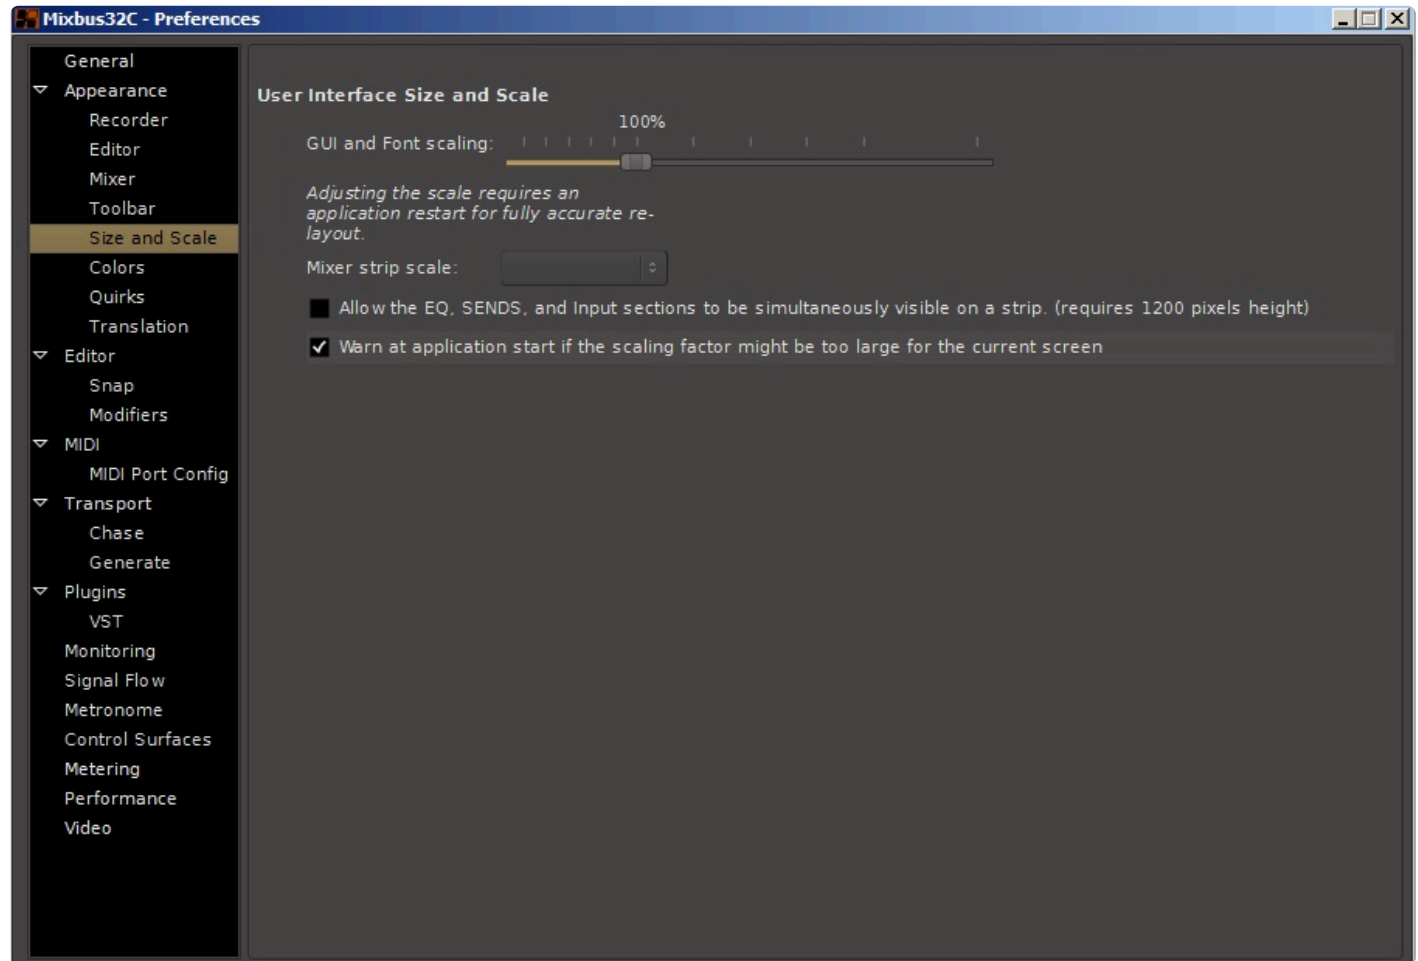 Mixbus32C - Preferences
General
Appearance
Recorder
Editor
Mixer
Toolbar
Size and Scale
Colors
Quirks
Translation
Editor
Snap
Modifiers
MIDI
MIDI Port Config
Transport
Chase
Generate
Plugins
VST
Monitoring
Signal Flow
Metronome
Control Surfaces
Metering
Performance
Video
User Interface Size and Scale
100%
GUI and Font scaling:
Adjusting the scale requires an
application restart for fully accurate re-
layout.
Mixer strip scale:
Allow the EQ, SENDS, and Input sections to be simultaneously visible on a strip. (requires 1200 pixels height)
Warn at application start if the scaling factor might be too large for the current screen